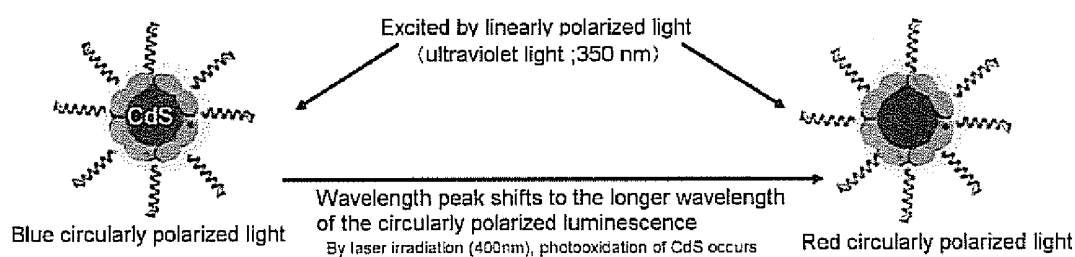 Excited by linearly polarized light
(ultraviolet light ;350 nm)
CdS
Wavelength peak shifts to the longer wavelength
of the circularly polarized luminescence
By laser irradiation (400nm), photooxidation of CdS occurs
Blue circularly polarized light
Red circularly polarized light